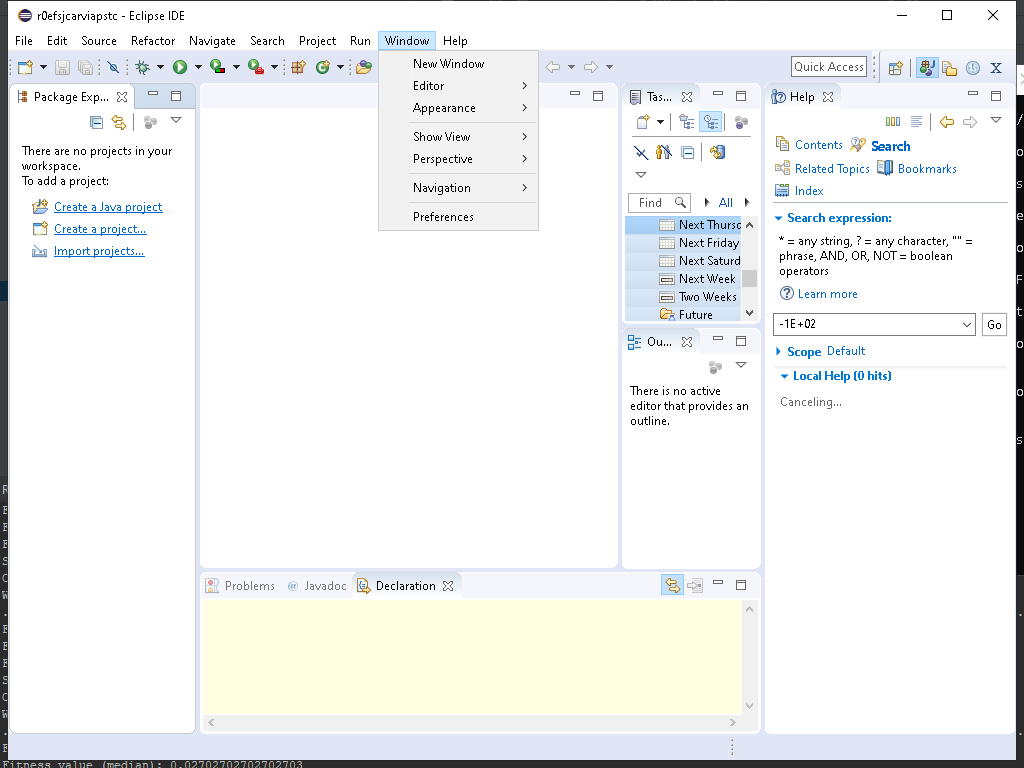 r0efsjcarviapstc - Eclipse IDE
File Edit Source Refactor Navigate Search Project Run Window Help
New Window
Editor
Appearance
Show View
Perspective
Navigation
Preferences
Quick Access
Package Exp...
There are no projects in your
workspace.
To add a project:
Create a Java project
Create a project...
Import projects...
Tas...
Find
All
Next Thursd
Next Friday
Next Saturd
Next Week
Two Weeks
Future
Ou...
There is no active
editor that provides an
outline.
Help
Contents Search
Related Topics Bookmarks
Index
Search expression:
* = any string, ? = any character, "" =
phrase, AND, OR, NOT = boolean
operators
Learn more
-1E+02
Go
Scope Default
Local Help (0 hits)
Canceling...
Problems @ Javadoc Declaration
Fitness value (median): 0.02702702702702703